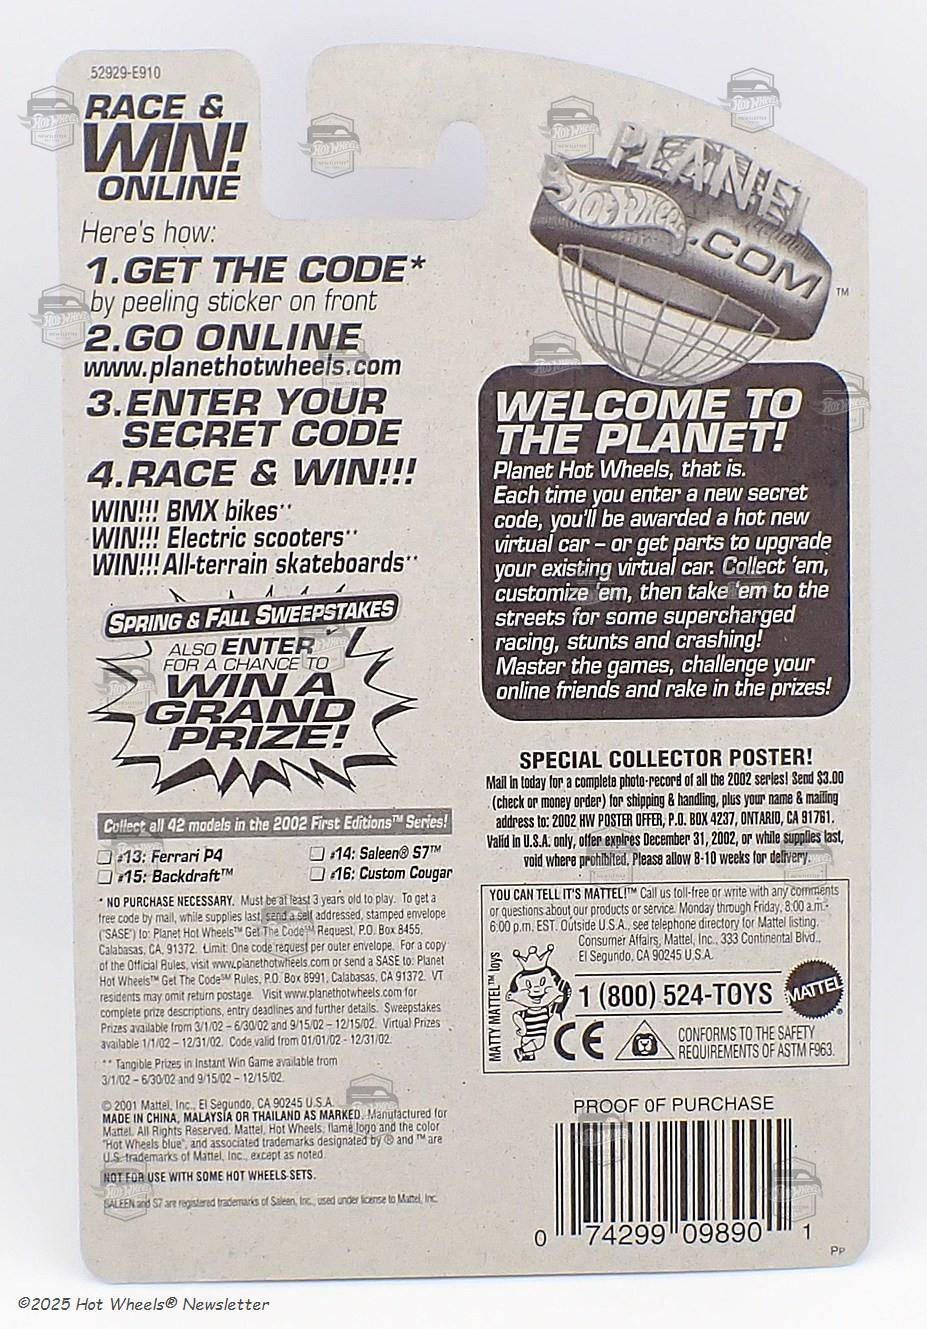 52929-E910
RACE &
WIN!
ONLINE
Here's how:
1.GET THE CODE*
by peeling sticker on front
2.GO ONLINE
www.planethotwheels.com
3.ENTER YOUR
SECRET CODE
4.RACE & WIN!!!
WIN!!! BMX bikes**
WIN!!! Electric scooters**
WIN!!! All-terrain skateboards**
SPRING & FALL SWEEPSTAKES
ALSO ENTER
FOR A CHANCE TO
WIN A
GRAND
PRIZE!
Collect all 42 models in the 2002 First Editions™ Series!
#13: Ferrari P4
#14: Saleen® S7™
#15: Backdraft™
#16: Custom Cougar
* NO PURCHASE NECESSARY. Must be at least 3 years old to play. To get a
free code by mail, while supplies last, send a self addressed, stamped envelope
("SASE") to: Planet Hot Wheels™ Get The Code℠ Request, P.O. Box 8455,
Calabasas, CA, 91372. Limit: One code request per outer envelope. For a copy
of the Official Rules, visit www.planethotwheels.com or send a SASE to: Planet
Hot Wheels™ Get The Code℠ Rules, P.O. Box 8991, Calabasas, CA 91372. VT
residents may omit return postage. Visit www.planethotwheels.com for
complete prize descriptions, entry deadlines and further details. Sweepstakes
Prizes available from 3/1/02 - 6/30/02 and 9/15/02 - 12/15/02. Virtual Prizes
available 1/1/02 - 12/31/02. Code valid from 01/01/02 - 12/31/02.
** Tangible Prizes in Instant Win Game available from
3/1/02 – 6/30/02 and 9/15/02 – 12/15/02.
© 2001 Mattel, Inc., El Segundo, CA 90245 U.S.A.
MADE IN CHINA, MALAYSIA OR THAILAND AS MARKED. Manufactured for
Mattel. All Rights Reserved. Mattel, Hot Wheels, flame logo and the color
"Hot Wheels blue", and associated trademarks designated by ® and ™ are
U.S. trademarks of Mattel, Inc., except as noted.
NOT FOR USE WITH SOME HOT WHEELS SETS.
SALEEN and S7 are registered trademarks of Saleen, Inc., used under license to Mattel, Inc.
PLANET
Hot Wheels
.COM
™
WELCOME TO
THE PLANET!
Planet Hot Wheels, that is.
Each time you enter a new secret
code, you'll be awarded a hot new
virtual car – or get parts to upgrade
your existing virtual car. Collect 'em,
customize 'em, then take 'em to the
streets for some supercharged
racing, stunts and crashing!
Master the games, challenge your
online friends and rake in the prizes!
SPECIAL COLLECTOR POSTER!
Mail in today for a complete photo-record of all the 2002 series! Send $3.00
(check or money order) for shipping & handling, plus your name & mailing
address to: 2002 HW POSTER OFFER, P.O. BOX 4237, ONTARIO, CA 91761.
Valid in U.S.A. only, offer expires December 31, 2002, or while supplies last,
void where prohibited. Please allow 8-10 weeks for delivery.
YOU CAN TELL IT'S MATTEL!™ Call us toll-free or write with any comments
or questions about our products or service. Monday through Friday, 8:00 a.m.-
6:00 p.m. EST. Outside U.S.A., see telephone directory for Mattel listing.
Consumer Affairs, Mattel, Inc., 333 Continental Blvd.,
El Segundo, CA 90245 U.S.A.
MATTY MATTEL™ toys
1 (800) 524-TOYS
MATTEL
®
CE
CONFORMS TO THE SAFETY
REQUIREMENTS OF ASTM F963.
PROOF OF PURCHASE
0 74299 09890 1
PP
©2025 Hot Wheels® Newsletter